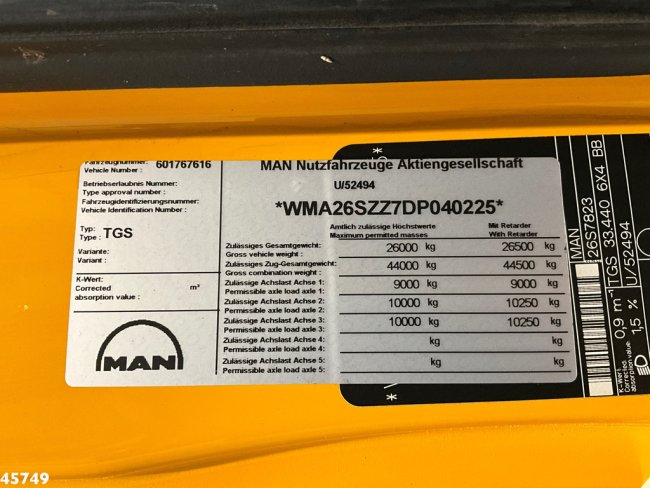 Fahrzeugnummer: 601767616
Vehicle Number :
MAN Nutzfahrzeuge Aktiengesellschaft
Betriebserlaubnis Nummer:
Type approval number :
U/52494
Fahrzeugidentifizierungsnummer:
Vehicle Identification Number :
*WMA26SZZ7DP040225*
Typ:
Type : TGS
Variante:
Variant :
K-Wert:
Corrected m³
absorption value :
MAN
Amtlich zulässige Höchstwerte Mit Retarder
Maximum permitted masses With Retarder
Zulässiges Gesamtgewicht: 26000 kg 26500 kg
Gross vehicle weight :
Zulässiges Zug-Gesamtgewicht: 44000 kg 44500 kg
Gross combination weight :
Zulässige Achslast Achse 1: 9000 kg 9000 kg
Permissible axle load axle 1:
Zulässige Achslast Achse 2: 10000 kg 10250 kg
Permissible axle load axle 2:
Zulässige Achslast Achse 3: 10000 kg 10250 kg
Permissible axle load axle 3:
Zulässige Achslast Achse 4: kg kg
Permissible axle load axle 4:
Zulässige Achslast Achse 5: kg kg
Permissible axle load axle 5:
MAN
26S7823
TGS 33.440 6X4 BB
U/52494
K-Wert
Corrected
absorption value: 0,9 m⁻¹
1,5 %
45749